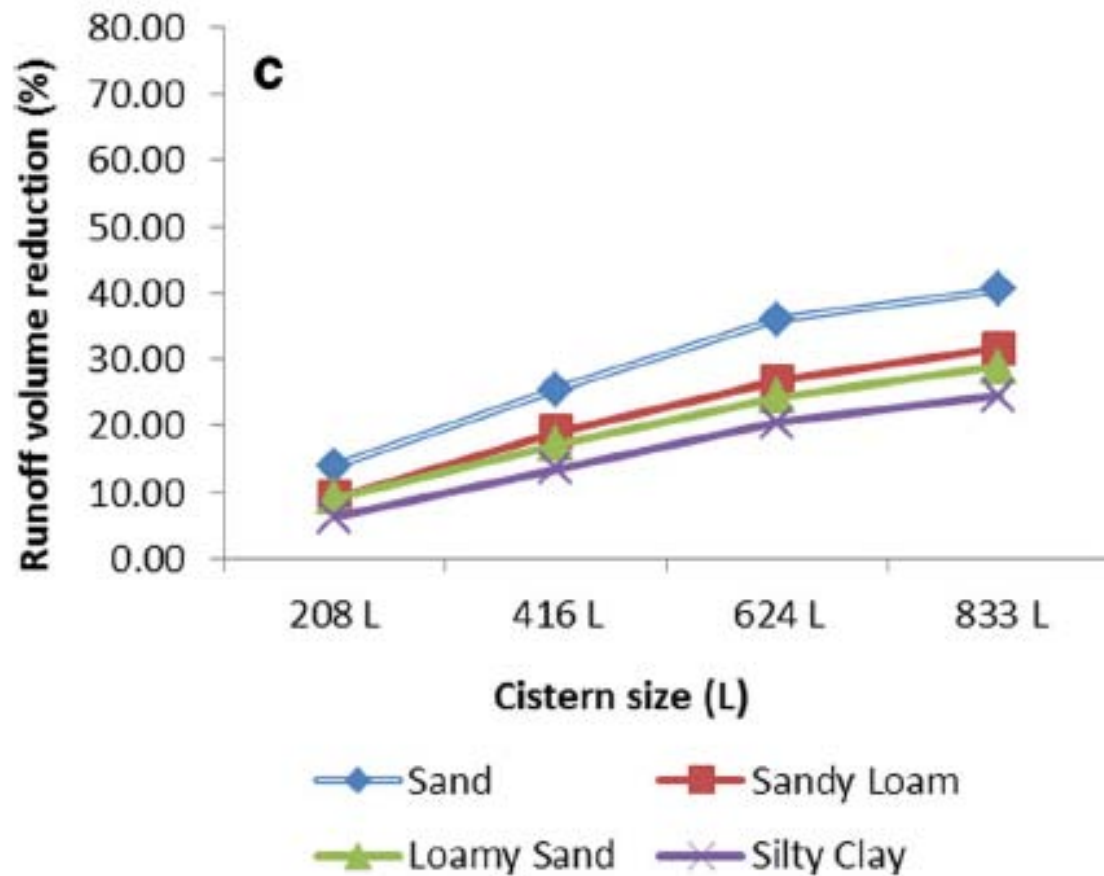 c
Runoff volume reduction (%)
80.00
70.00
60.00
50.00
40.00
30.00
20.00
10.00
0.00
208 L 416 L 624 L 833 L
Cistern size (L)
Sand Sandy Loam
Loamy Sand Silty Clay